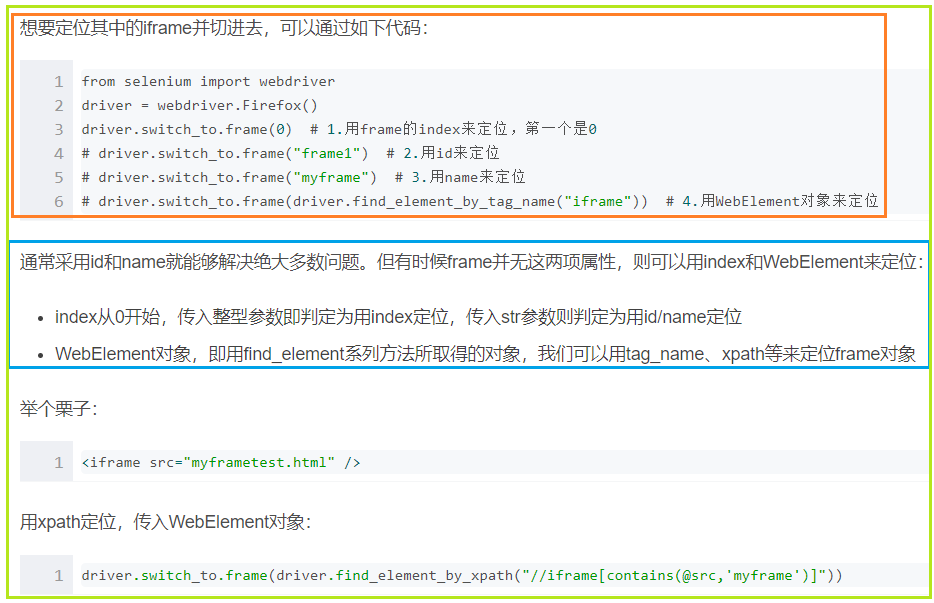 想要定位其中的iframe并切进去，可以通过如下代码：
1 from selenium import webdriver
2 driver = webdriver.Firefox()
3 driver.switch_to.frame(0)  # 1.用frame的index来定位，第一个是0
4 # driver.switch_to.frame("frame1")  # 2.用id来定位
5 # driver.switch_to.frame("myframe")  # 3.用name来定位
6 # driver.switch_to.frame(driver.find_element_by_tag_name("iframe"))  # 4.用WebElement对象来定位
通常采用id和name就能够解决绝大多数问题。但有时候frame并无这两项属性，则可以用index和WebElement来定位：
• index从0开始，传入整型参数即判定为用index定位，传入str参数则判定为用id/name定位
• WebElement对象，即用find_element系列方法所取得的对象，我们可以用tag_name、xpath等来定位frame对象
举个栗子：
1 <iframe src="myframetest.html" />
用xpath定位，传入WebElement对象：
1 driver.switch_to.frame(driver.find_element_by_xpath("//iframe[contains(@src,'myframe')]"))